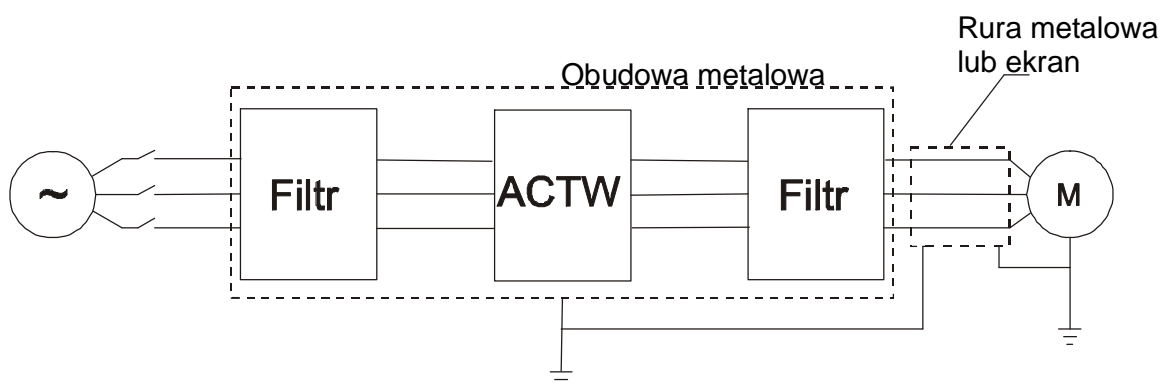 Rura metalowa
lub ekran
Obudowa metalowa
~
Filtr
ACTW
Filtr
M